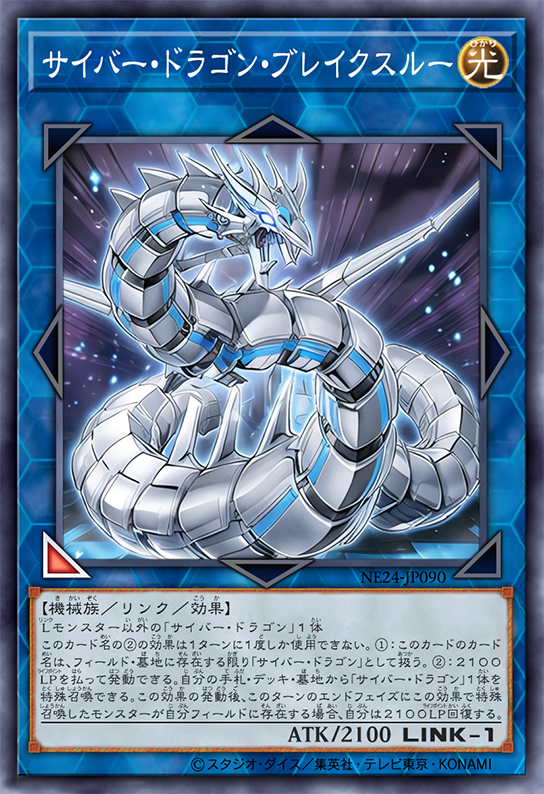 サイバー・ドラゴン・ブレイクスルー
光
NE24-JP090
【機械族／リンク／効果】
Lモンスター以外の「サイバー・ドラゴン」1体
このカード名の②の効果は1ターンに1度しか使用できない。①：このカードのカード
名は、フィールド・墓地に存在する限り「サイバー・ドラゴン」として扱う。②：2100
LPを払って発動できる。自分の手札・デッキ・墓地から「サイバー・ドラゴン」1体を
特殊召喚できる。この効果の発動後、このターンのエンドフェイズにこの効果で特殊
召喚したモンスターが自分フィールドに存在する場合、自分は2100LP回復する。
ATK/2100 LINK-1
©スタジオ・ダイス／集英社・テレビ東京・KONAMI